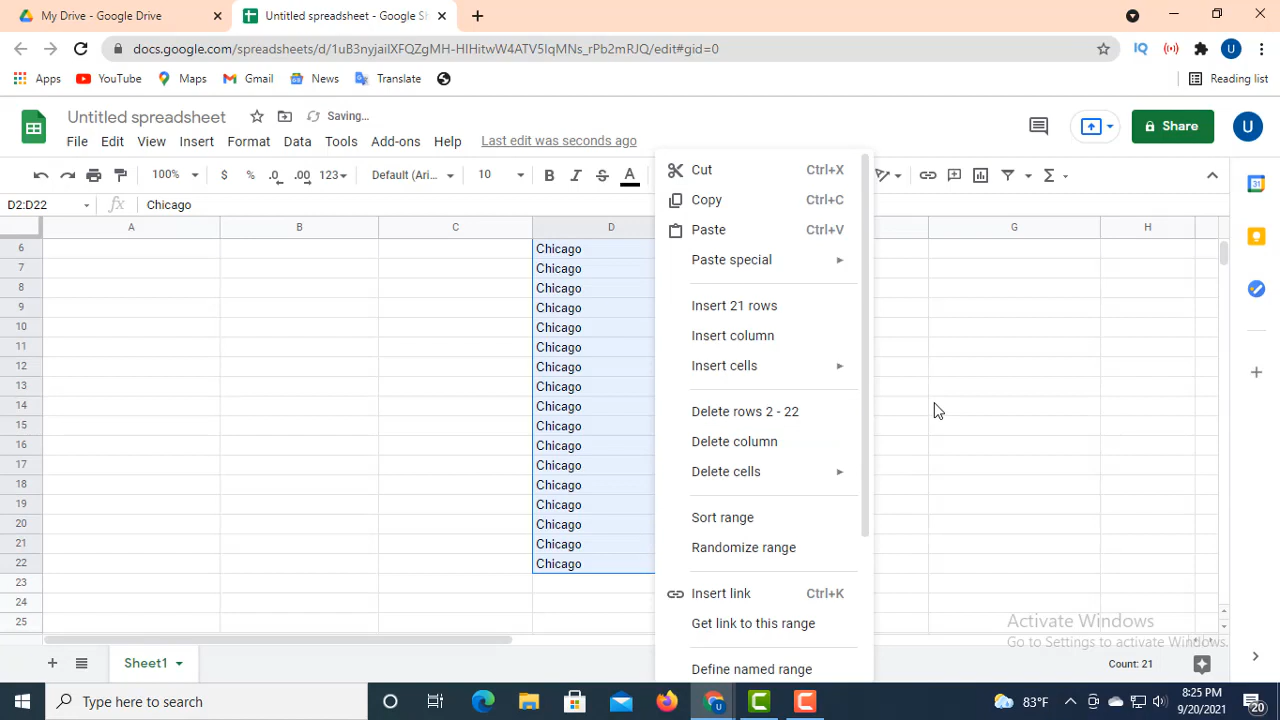 My Drive - Google Drive
Untitled spreadsheet - Google Sh
docs.google.com/spreadsheets/d/1uB3nyjailXFQZgMH-HIHitwW4ATV5IqMNs_rPb2mRJQ/edit#gid=0
IQ
U
Apps YouTube Maps Gmail News Translate Reading list
Untitled spreadsheet Saving...
File Edit View Insert Format Data Tools Add-ons Help Last edit was seconds ago
Share
U
100% $ % .0 .00 123 Default (Ari... 10 B I S A Σ
D2:D22 fx Chicago
A B C D G H
6 Chicago
7 Chicago
8 Chicago
9 Chicago
10 Chicago
11 Chicago
12 Chicago
13 Chicago
14 Chicago
15 Chicago
16 Chicago
17 Chicago
18 Chicago
19 Chicago
20 Chicago
21 Chicago
22 Chicago
23
24
25
Cut Ctrl+X
Copy Ctrl+C
Paste Ctrl+V
Paste special
Insert 21 rows
Insert column
Insert cells
Delete rows 2 - 22
Delete column
Delete cells
Sort range
Randomize range
Insert link Ctrl+K
Get link to this range
Define named range
31
Activate Windows
Go to Settings to activate Windows.
Sheet1
Count: 21
Type here to search
83°F
8:25 PM
9/20/2021
20